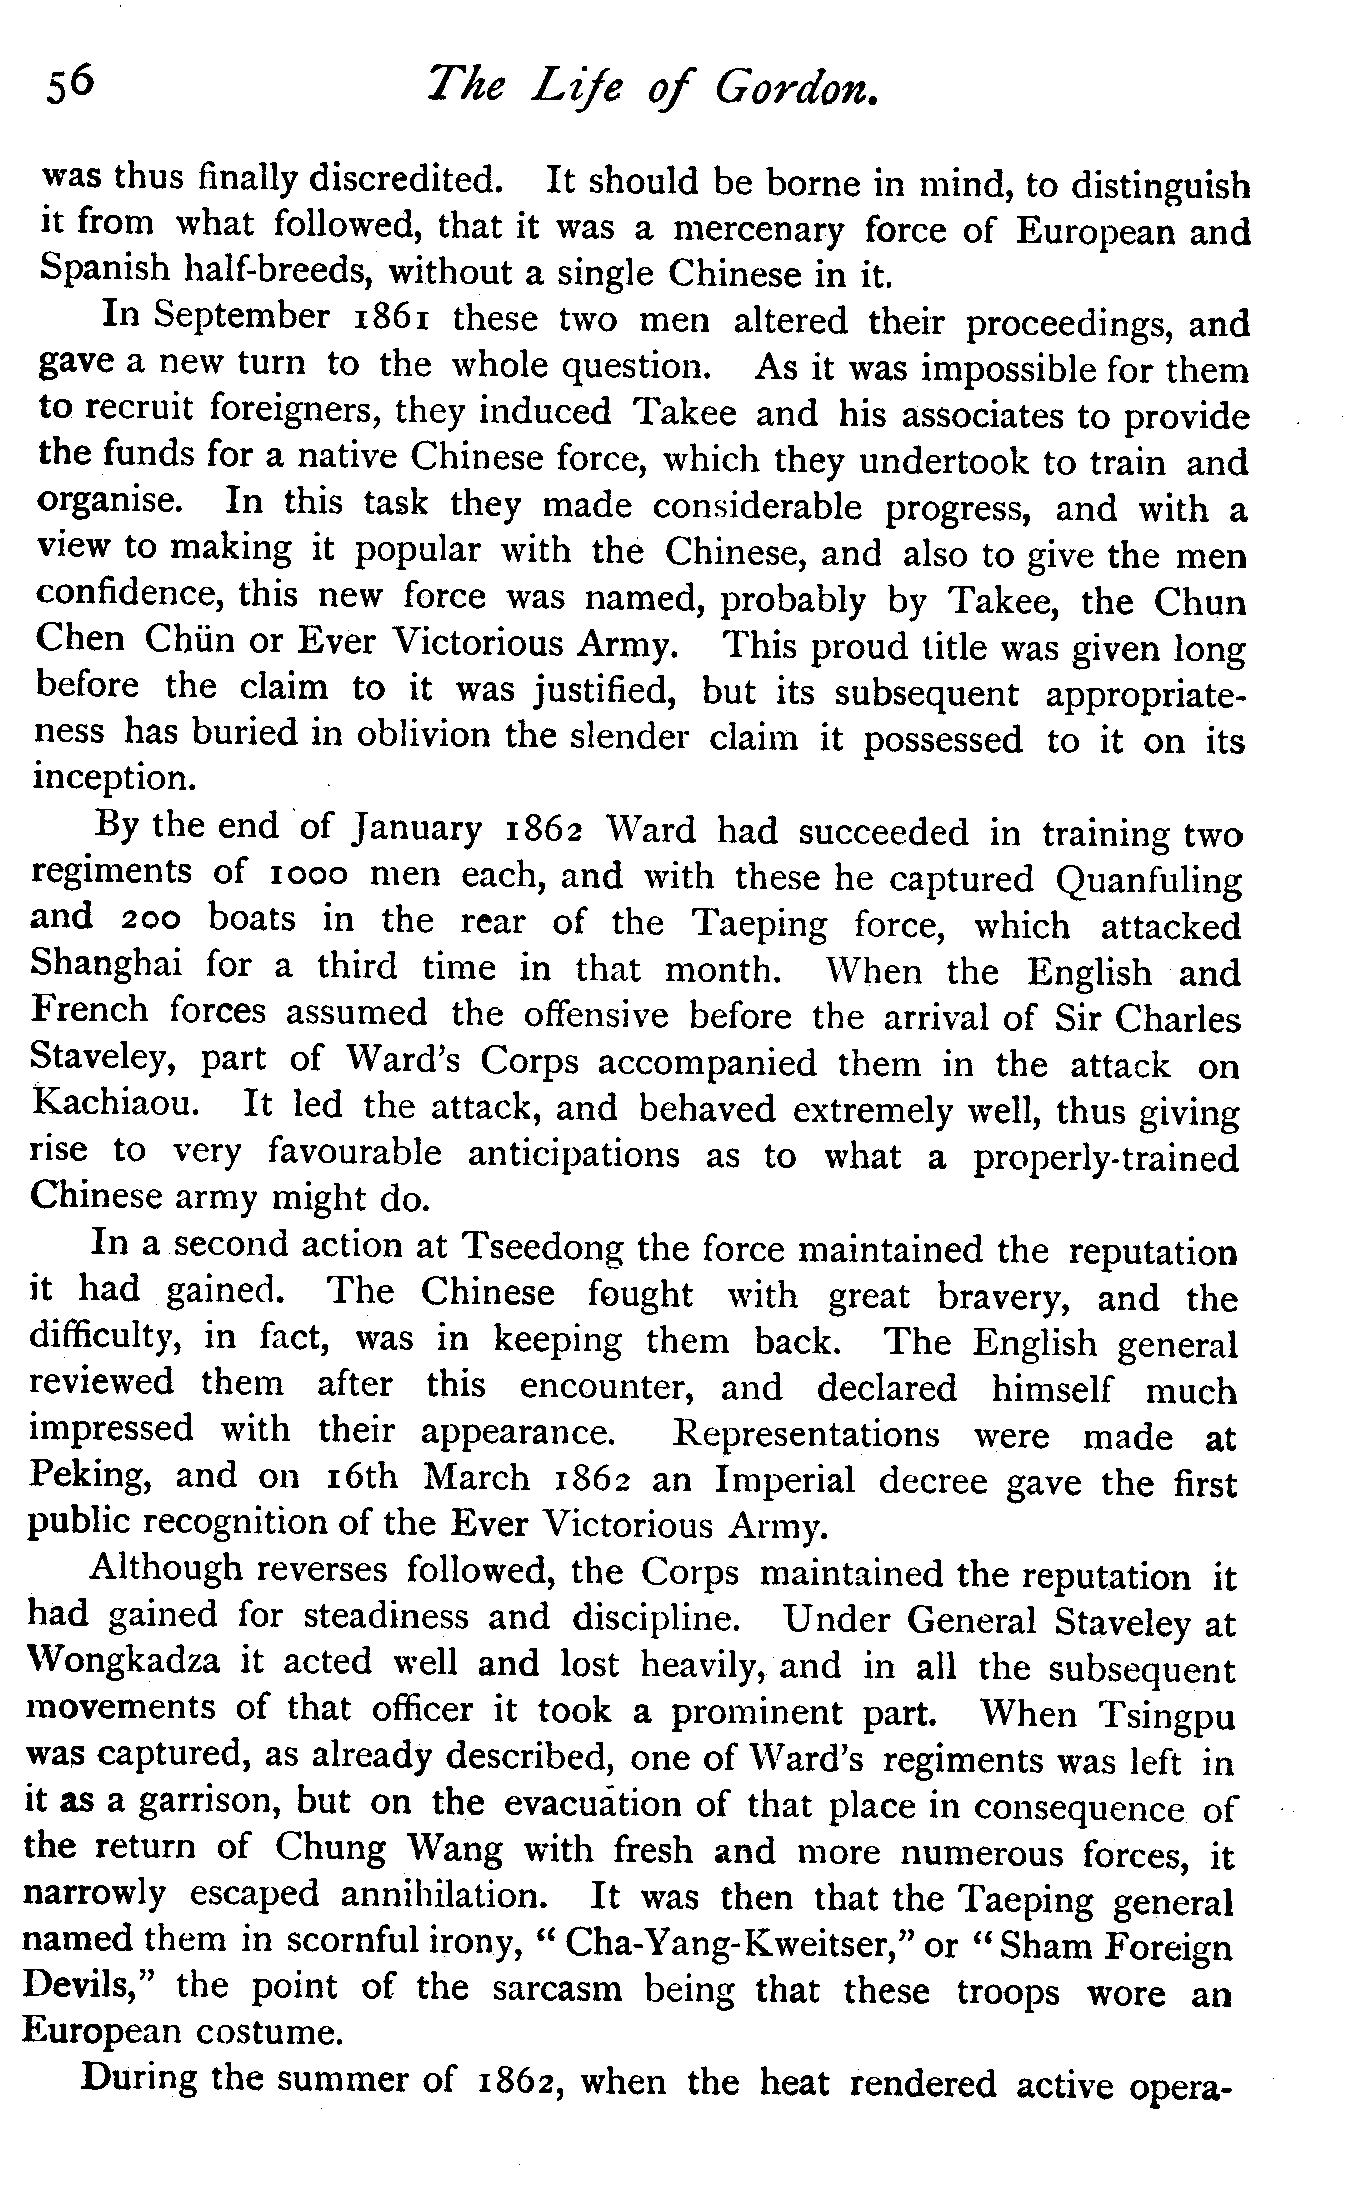 56 The Life of Gordon.
was thus finally discredited. It should be borne in mind, to distinguish
it from what followed, that it was a mercenary force of European and
Spanish half-breeds, without a single Chinese in it.
In September 1861 these two men altered their proceedings, and
gave a new turn to the whole question. As it was impossible for them
to recruit foreigners, they induced Takee and his associates to provide
the funds for a native Chinese force, which they undertook to train and
organise. In this task they made considerable progress, and with a
view to making it popular with the Chinese, and also to give the men
confidence, this new force was named, probably by Takee, the Chun
Chen Chün or Ever Victorious Army. This proud title was given long
before the claim to it was justified, but its subsequent appropriate-
ness has buried in oblivion the slender claim it possessed to it on its
inception.
By the end of January 1862 Ward had succeeded in training two
regiments of 1000 men each, and with these he captured Quanfuling
and 200 boats in the rear of the Taeping force, which attacked
Shanghai for a third time in that month. When the English and
French forces assumed the offensive before the arrival of Sir Charles
Staveley, part of Ward's Corps accompanied them in the attack on
Kachiaou. It led the attack, and behaved extremely well, thus giving
rise to very favourable anticipations as to what a properly-trained
Chinese army might do.
In a second action at Tseedong the force maintained the reputation
it had gained. The Chinese fought with great bravery, and the
difficulty, in fact, was in keeping them back. The English general
reviewed them after this encounter, and declared himself much
impressed with their appearance. Representations were made at
Peking, and on 16th March 1862 an Imperial decree gave the first
public recognition of the Ever Victorious Army.
Although reverses followed, the Corps maintained the reputation it
had gained for steadiness and discipline. Under General Staveley at
Wongkadza it acted well and lost heavily, and in all the subsequent
movements of that officer it took a prominent part. When Tsingpu
was captured, as already described, one of Ward's regiments was left in
it as a garrison, but on the evacuation of that place in consequence of
the return of Chung Wang with fresh and more numerous forces, it
narrowly escaped annihilation. It was then that the Taeping general
named them in scornful irony, "Cha-Yang-Kweitser," or "Sham Foreign
Devils," the point of the sarcasm being that these troops wore an
European costume.
During the summer of 1862, when the heat rendered active opera-